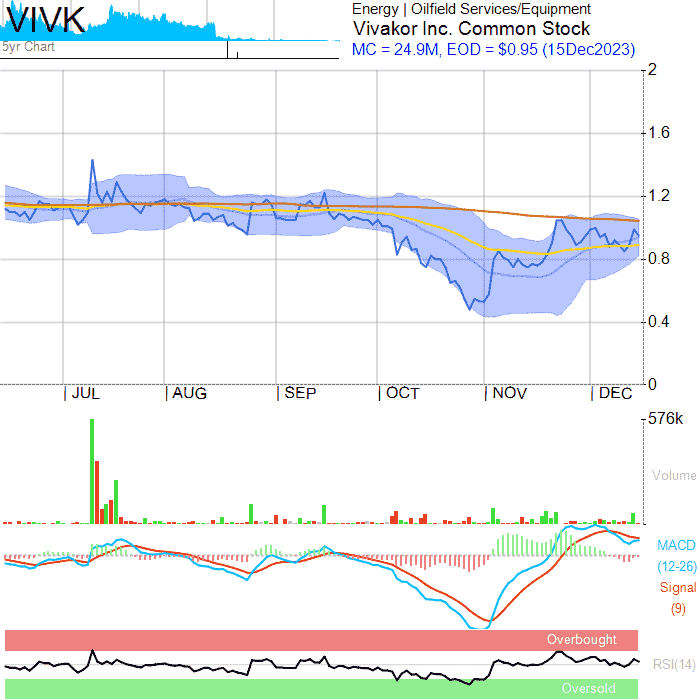 VIVK
5yr Chart
Energy | Oilfield Services/Equipment
Vivakor Inc. Common Stock
MC = 24.9M, EOD = $0.95 (15Dec2023)
2
1.6
1.2
0.8
0.4
0
JUL AUG SEP OCT NOV DEC
576k
Volume
MACD
(12-26)
Signal
(9)
Overbought
RSI(14)
Oversold